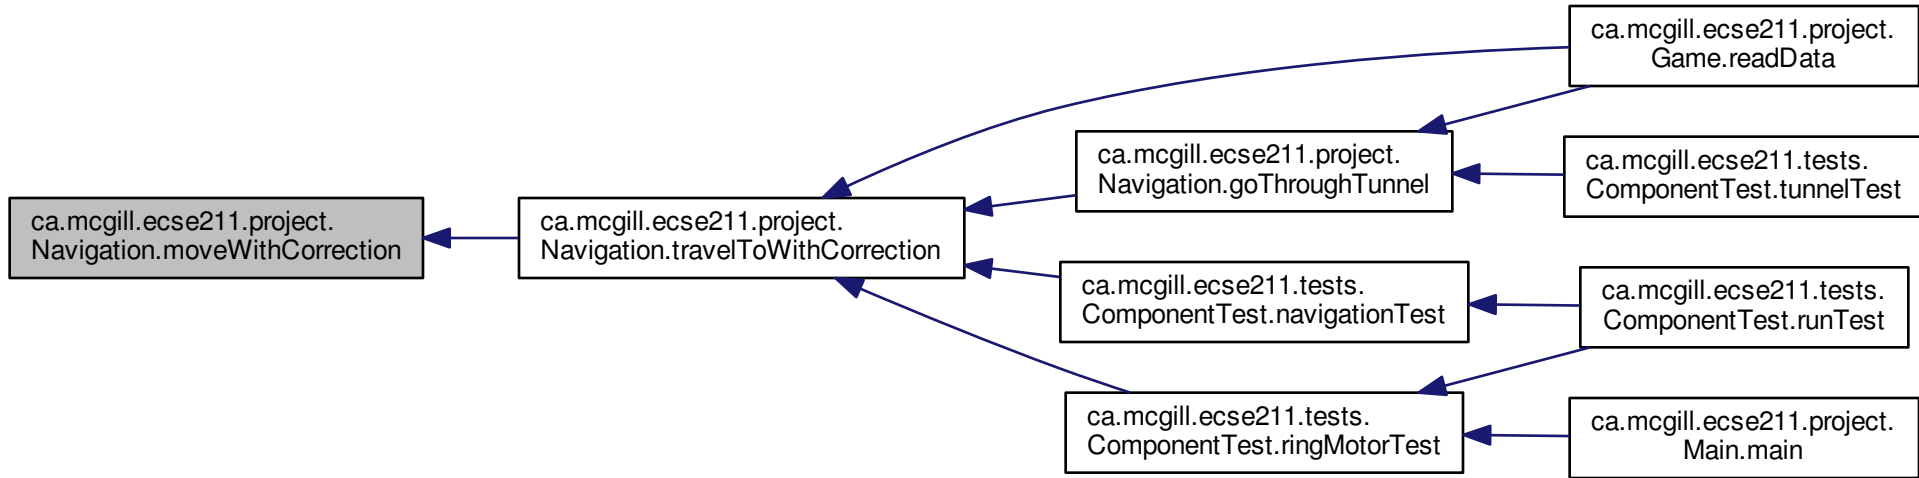 ca.mcgill.ecse211.project.
Navigation.moveWithCorrection
ca.mcgill.ecse211.project.
Navigation.travelToWithCorrection
ca.mcgill.ecse211.project.
Game.readData
ca.mcgill.ecse211.project.
Navigation.goThroughTunnel
ca.mcgill.ecse211.tests.
ComponentTest.tunnelTest
ca.mcgill.ecse211.tests.
ComponentTest.navigationTest
ca.mcgill.ecse211.tests.
ComponentTest.runTest
ca.mcgill.ecse211.tests.
ComponentTest.ringMotorTest
ca.mcgill.ecse211.project.
Main.main